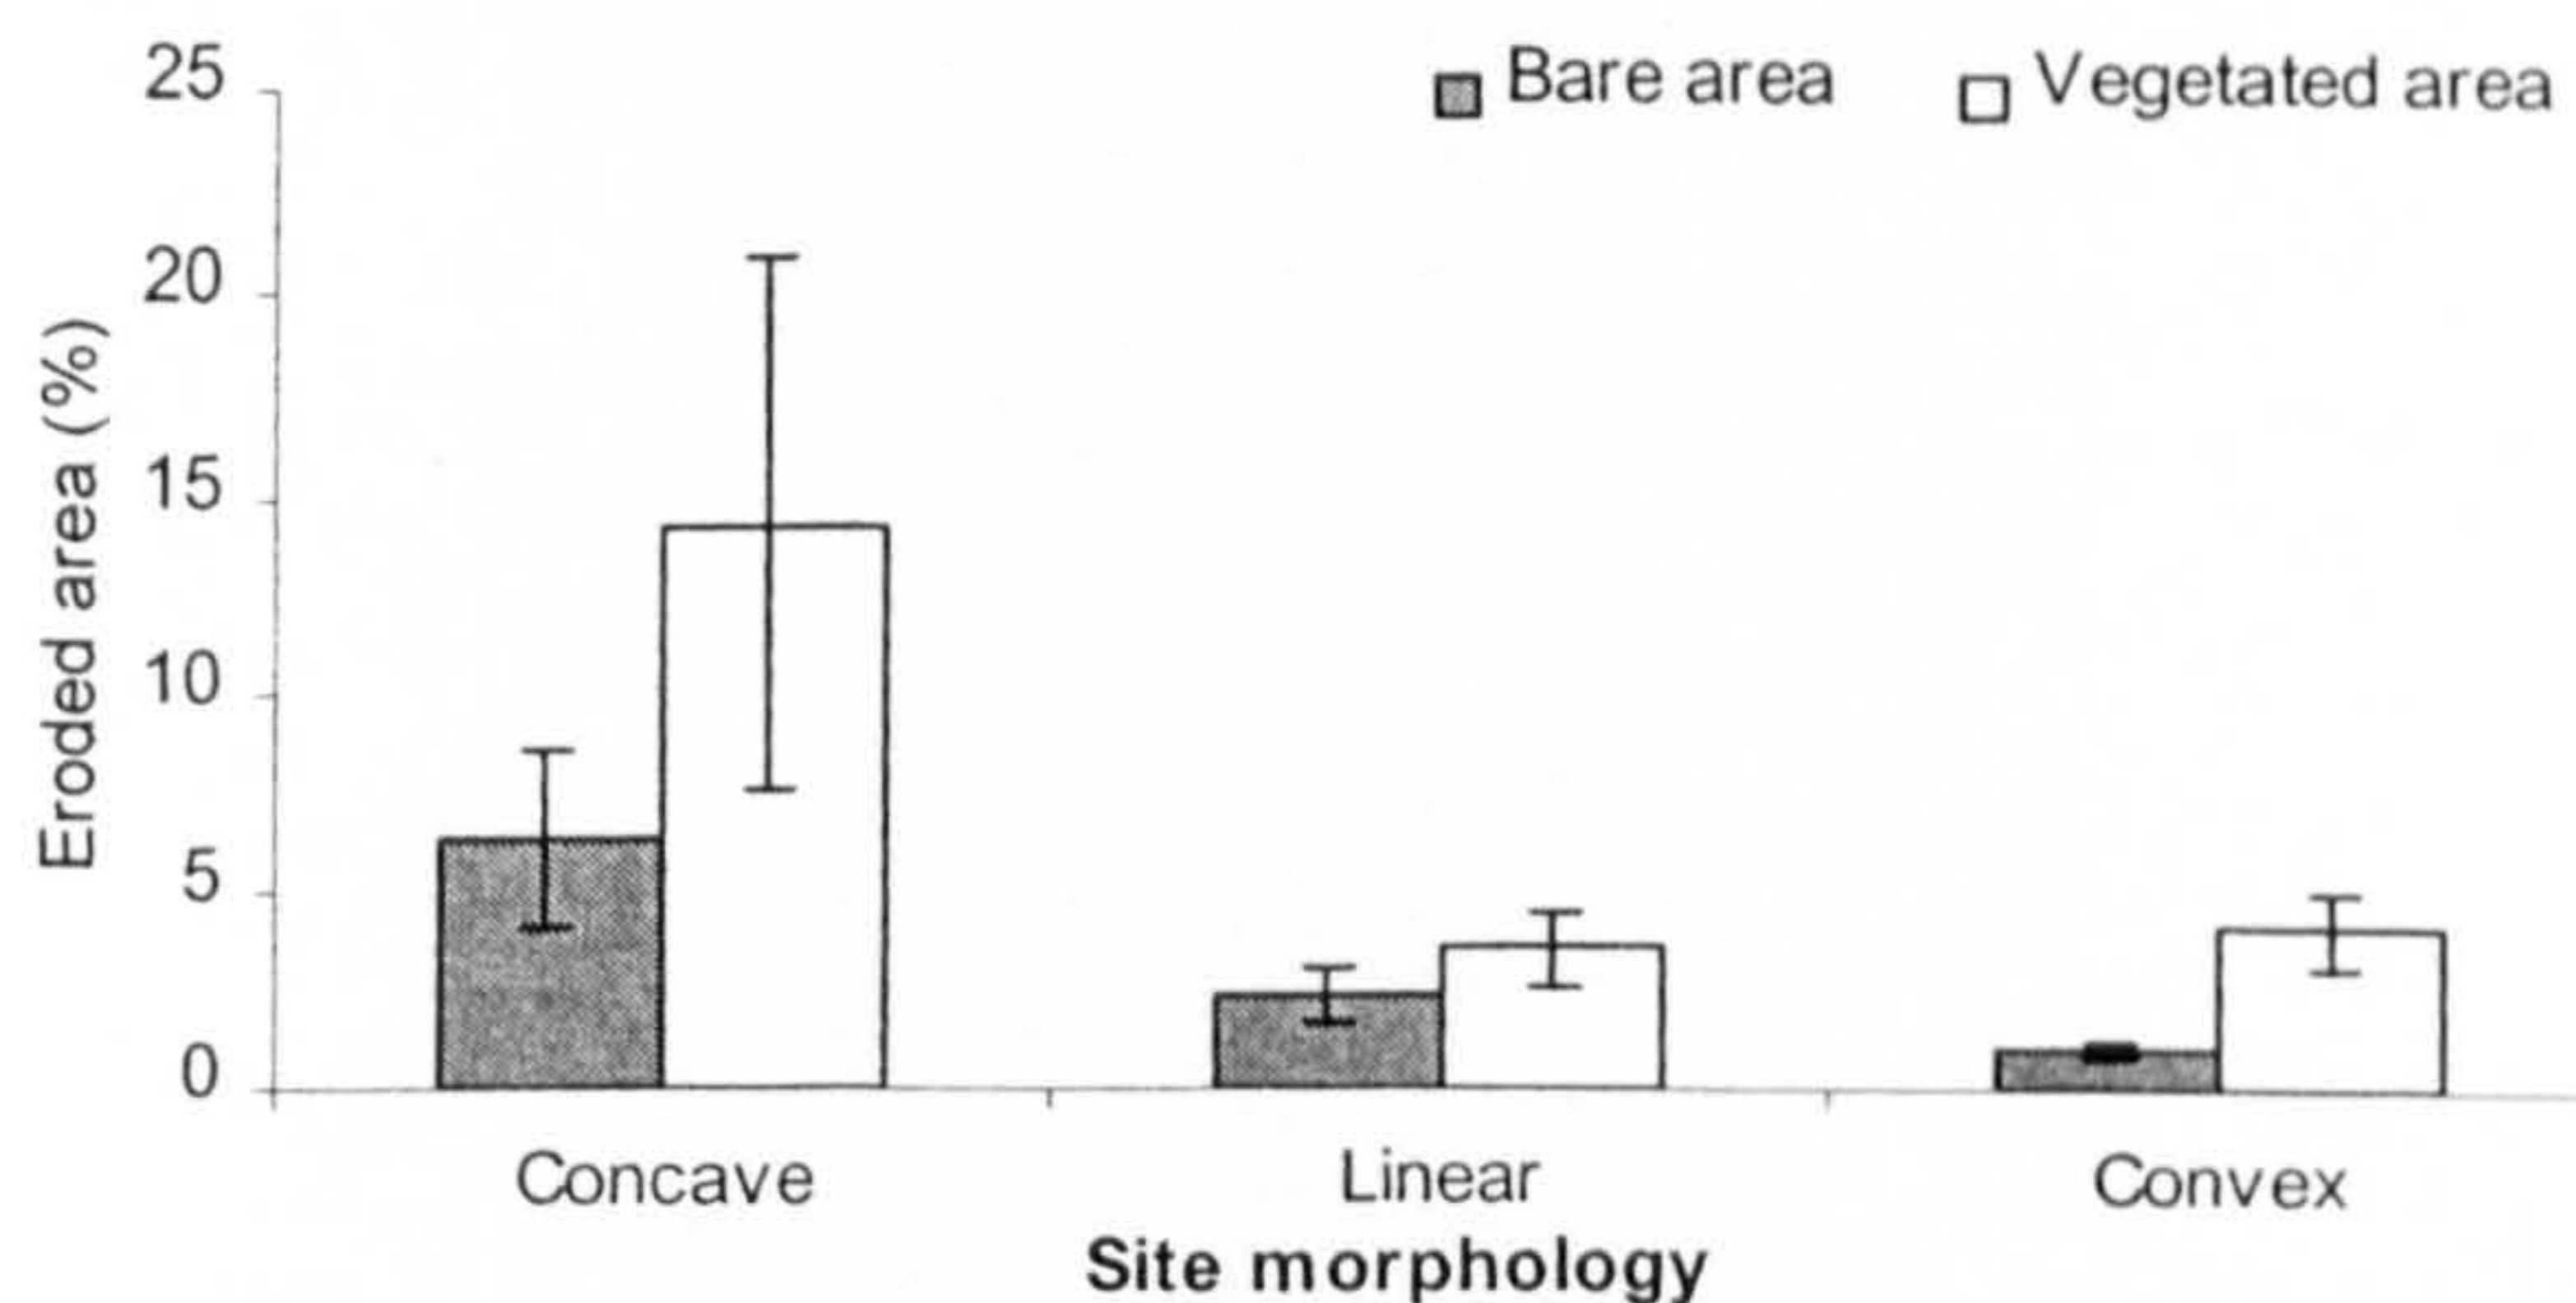 25
Bare area
Vegetated area
20
15
10
5
0
Eroded area (%)
Concave
Linear
Convex
Site morphology